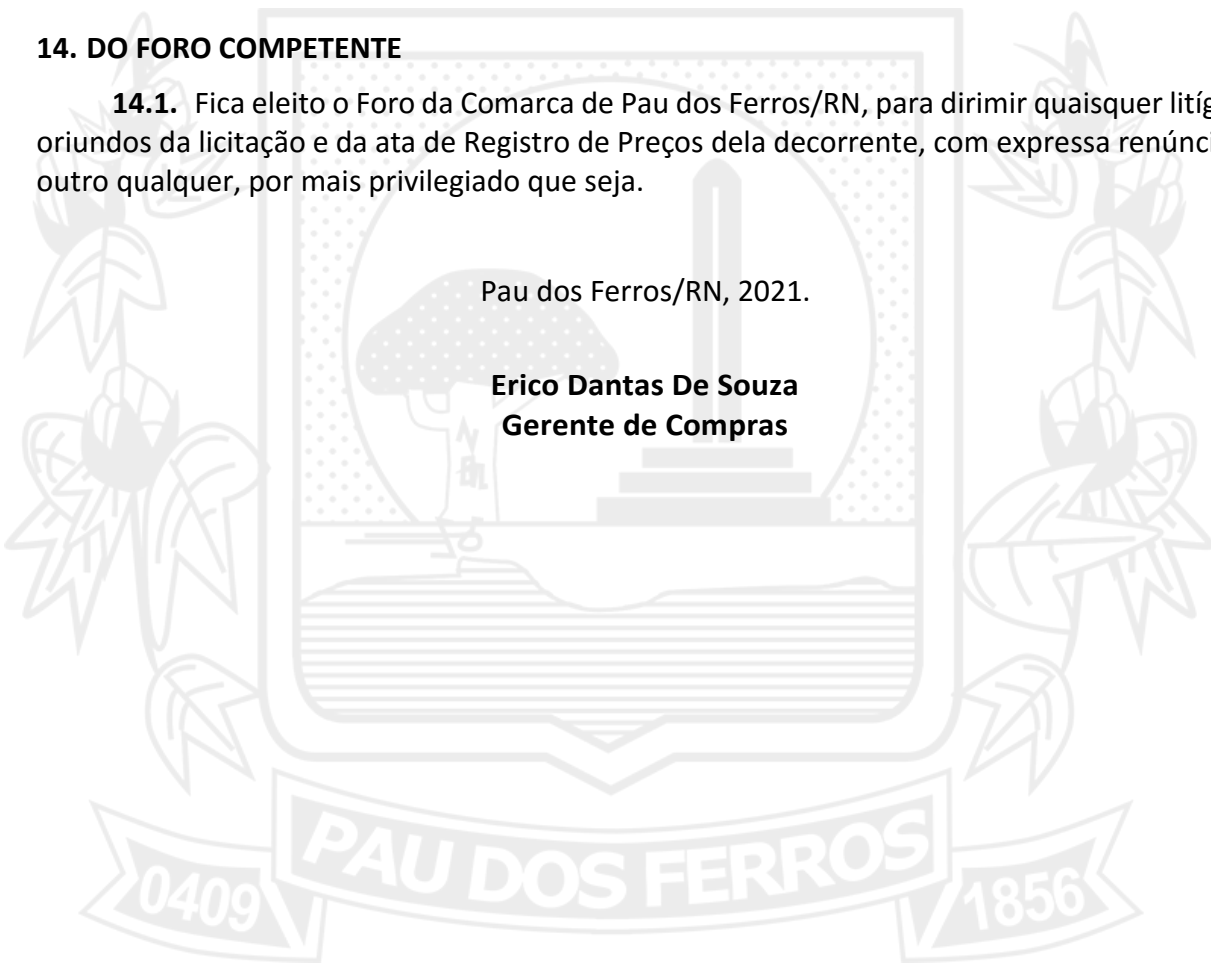 14. DO FORO COMPETENTE
14.1. Fica eleito o Foro da Comarca de Pau dos Ferros/RN, para dirimir quaisquer litíg
oriundos da licitação e da ata de Registro de Preços dela decorrente, com expressa renúnci
outro qualquer, por mais privilegiado que seja.
Pau dos Ferros/RN, 2021.
Erico Dantas De Souza
Gerente de Compras
PAU DOS FERROS
0409
1856